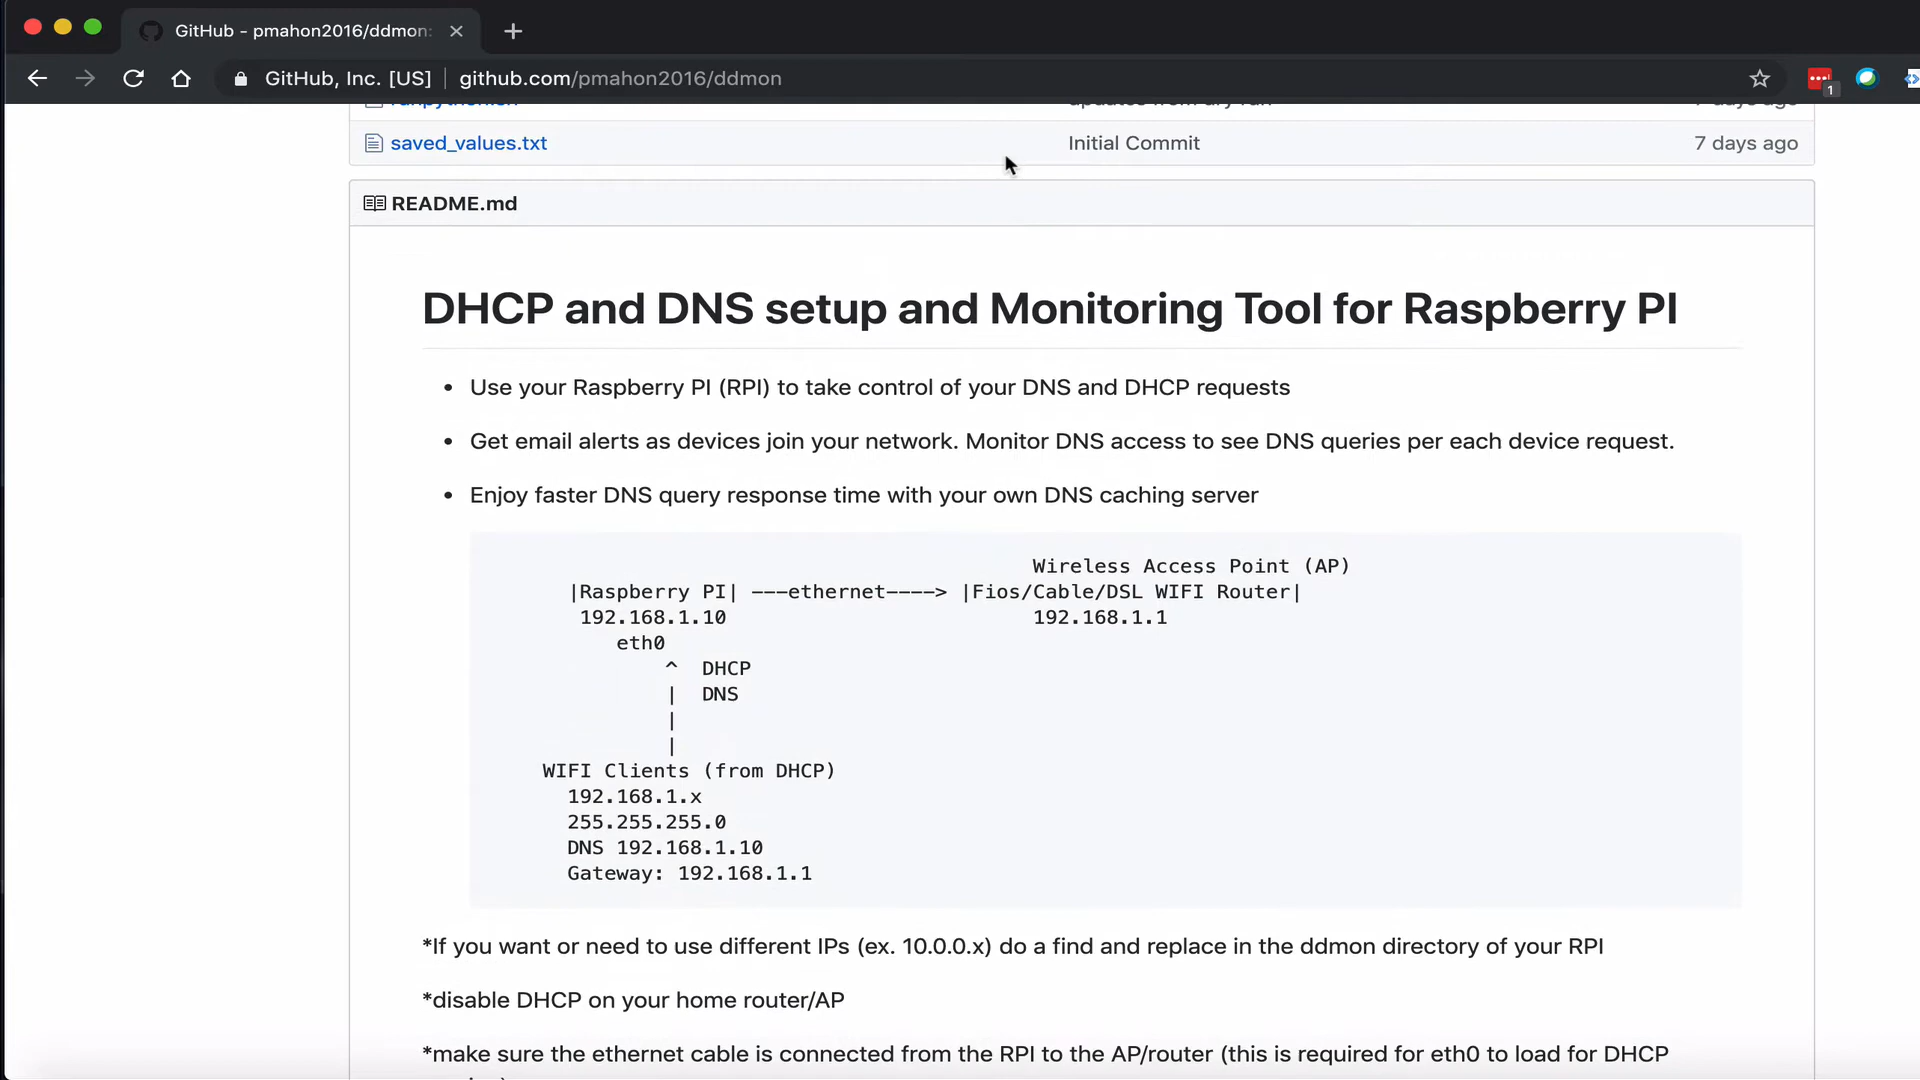 GitHub - pmahon2016/ddmon:
GitHub, Inc. [US] | github.com/pmahon2016/ddmon
1
saved_values.txt Initial Commit 7 days ago
README.md
DHCP and DNS setup and Monitoring Tool for Raspberry PI
• Use your Raspberry PI (RPI) to take control of your DNS and DHCP requests
• Get email alerts as devices join your network. Monitor DNS access to see DNS queries per each device request.
• Enjoy faster DNS query response time with your own DNS caching server
Wireless Access Point (AP)
|Raspberry PI| ---ethernet----> |Fios/Cable/DSL WIFI Router|
192.168.1.10 192.168.1.1
eth0
^ DHCP
| DNS
|
|
WIFI Clients (from DHCP)
192.168.1.x
255.255.255.0
DNS 192.168.1.10
Gateway: 192.168.1.1
*If you want or need to use different IPs (ex. 10.0.0.x) do a find and replace in the ddmon directory of your RPI
*disable DHCP on your home router/AP
*make sure the ethernet cable is connected from the RPI to the AP/router (this is required for eth0 to load for DHCP